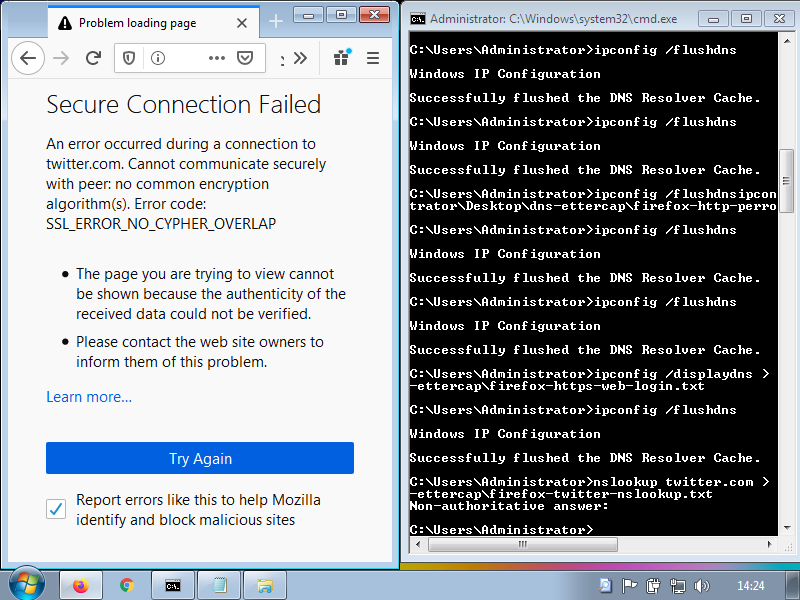 Problem loading page
Secure Connection Failed
An error occurred during a connection to
twitter.com. Cannot communicate securely
with peer: no common encryption
algorithm(s). Error code:
SSL_ERROR_NO_CYPHER_OVERLAP
• The page you are trying to view cannot
be shown because the authenticity of the
received data could not be verified.
• Please contact the web site owners to
inform them of this problem.
Learn more...
Try Again
Report errors like this to help Mozilla
identify and block malicious sites
Administrator: C:\Windows\system32\cmd.exe
C:\Users\Administrator>ipconfig /flushdns
Windows IP Configuration
Successfully flushed the DNS Resolver Cache.
C:\Users\Administrator>ipconfig /flushdns
Windows IP Configuration
Successfully flushed the DNS Resolver Cache.
C:\Users\Administrator>ipconfig /flushdnsipcon
trator\Desktop\dns-ettercap\firefox-http-perro
C:\Users\Administrator>ipconfig /flushdns
Windows IP Configuration
Successfully flushed the DNS Resolver Cache.
C:\Users\Administrator>ipconfig /flushdns
Windows IP Configuration
Successfully flushed the DNS Resolver Cache.
C:\Users\Administrator>ipconfig /displaydns >
-ettercap\firefox-https-web-login.txt
C:\Users\Administrator>ipconfig /flushdns
Windows IP Configuration
Successfully flushed the DNS Resolver Cache.
C:\Users\Administrator>nslookup twitter.com >
-ettercap\firefox-twitter-nslookup.txt
Non-authoritative answer:
C:\Users\Administrator>
14:24